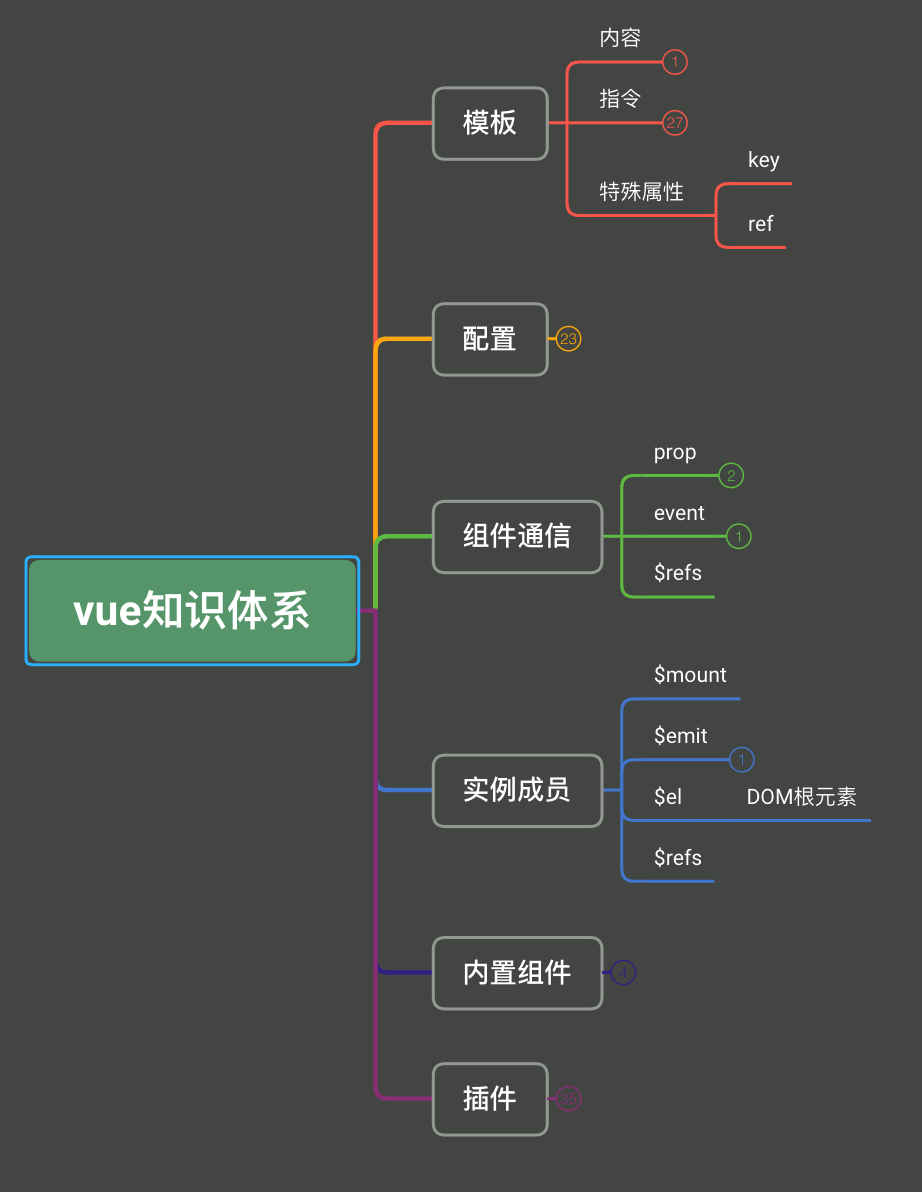 内容
1
模板
指令
27
特殊属性
key
ref
配置
23
prop
2
组件通信
event
1
$refs
vue知识体系
$mount
$emit
1
实例成员
$el
DOM根元素
$refs
内置组件
4
插件
35